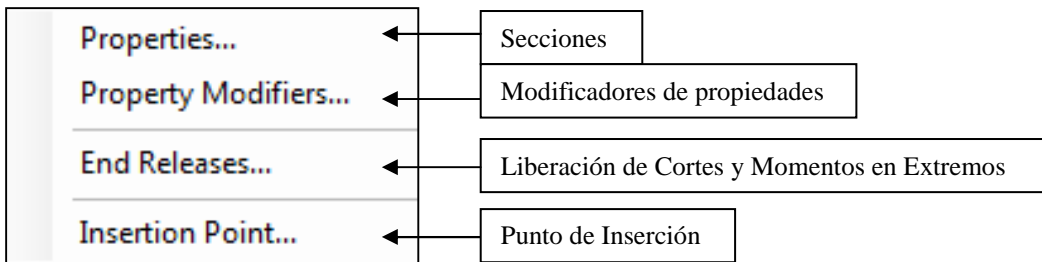 Properties...
Secciones
Property Modifiers...
Modificadores de propiedades
End Releases...
Liberación de Cortes y Momentos en Extremos
Insertion Point...
Punto de Inserción